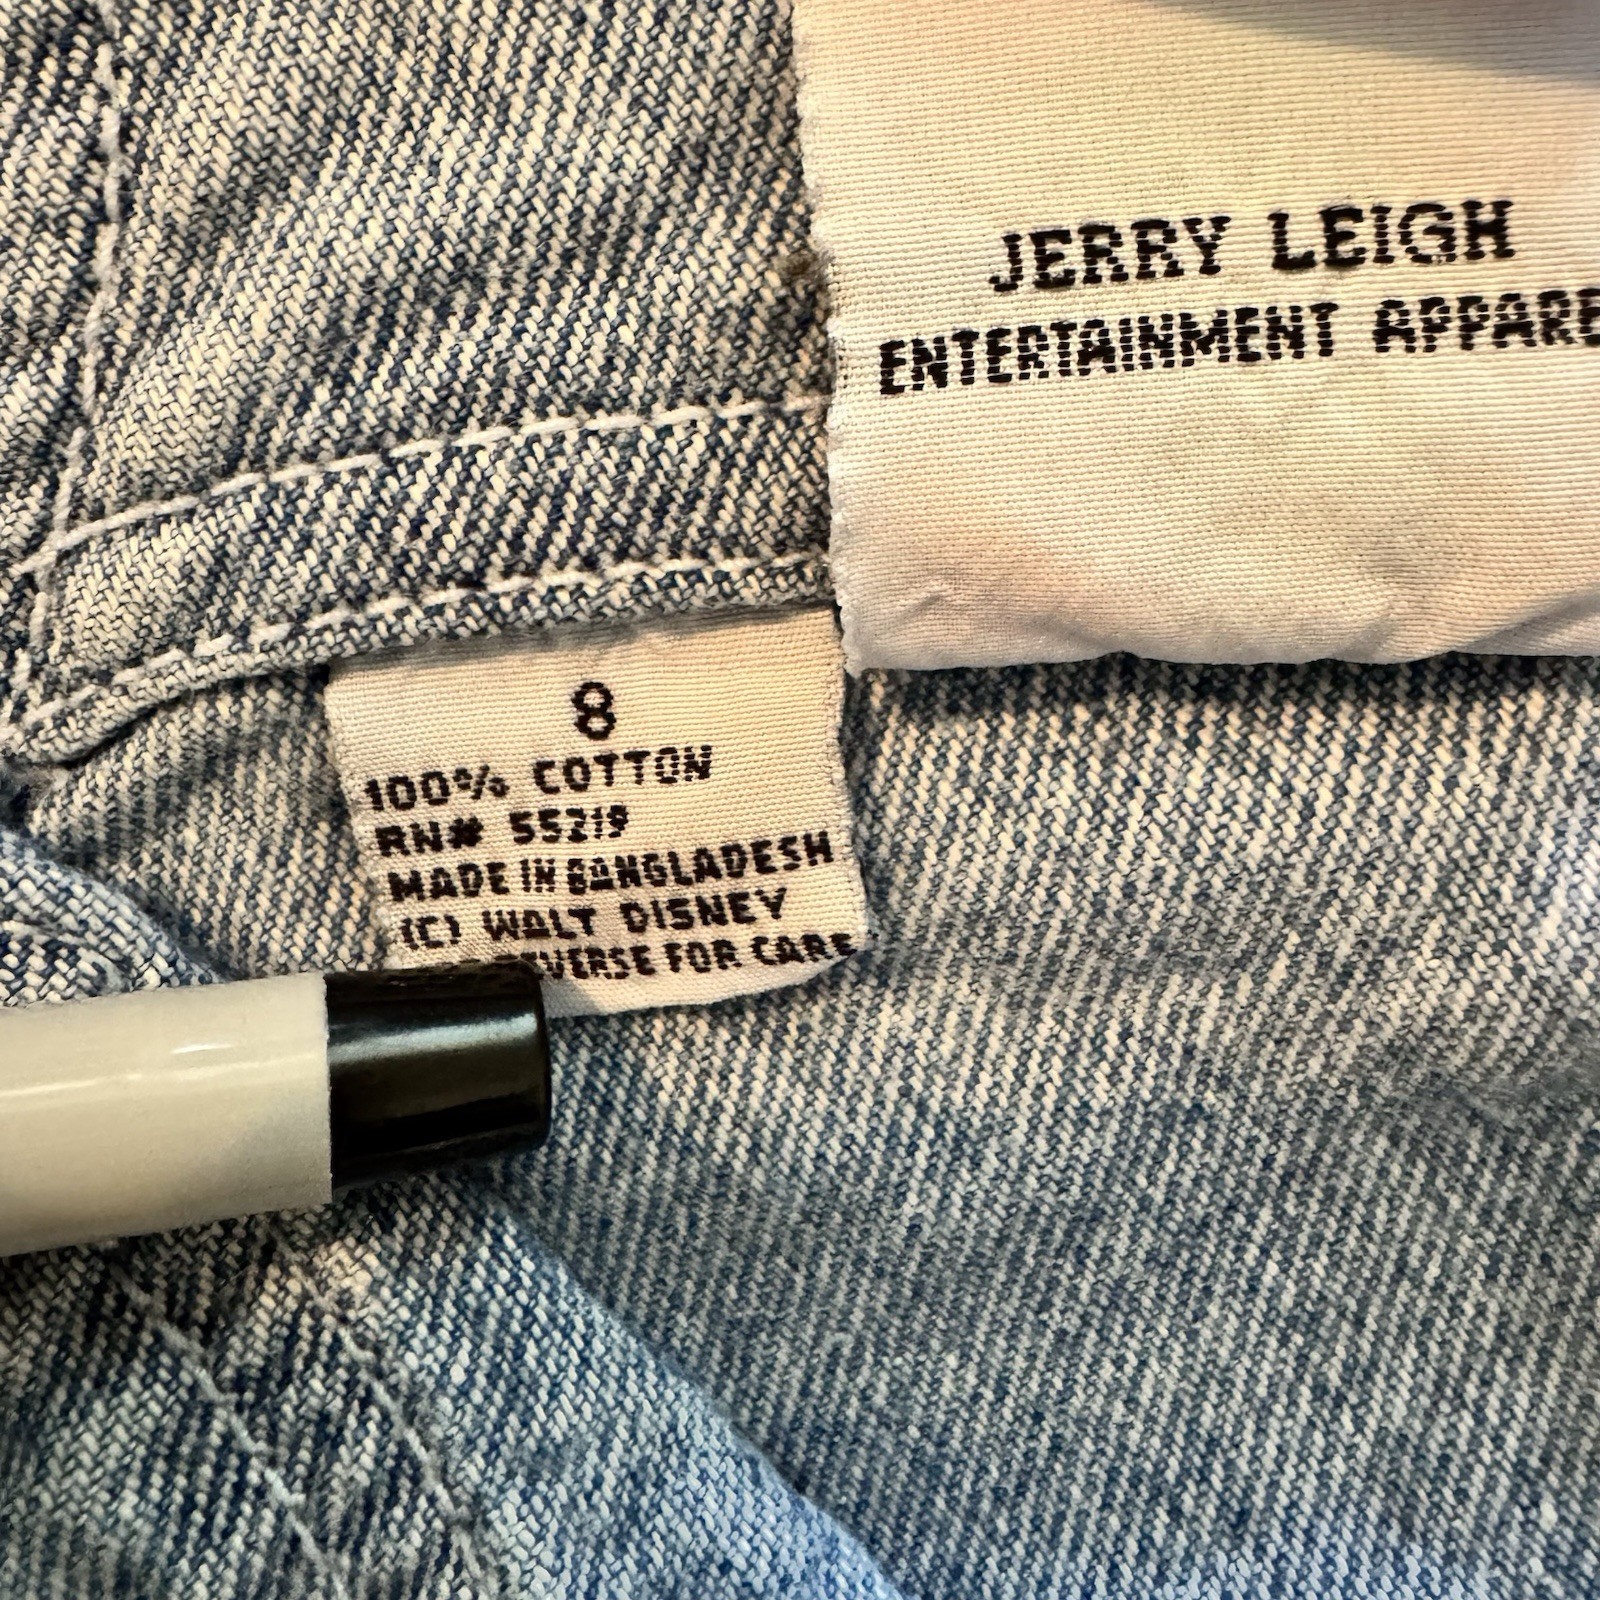 JERRY LEIGH
ENTERTAINMENT APPARE
8
100% COTTON
RN# 55219
MADE IN BANGLADESH
(C) WALT DISNEY
EVERSE FOR CARE